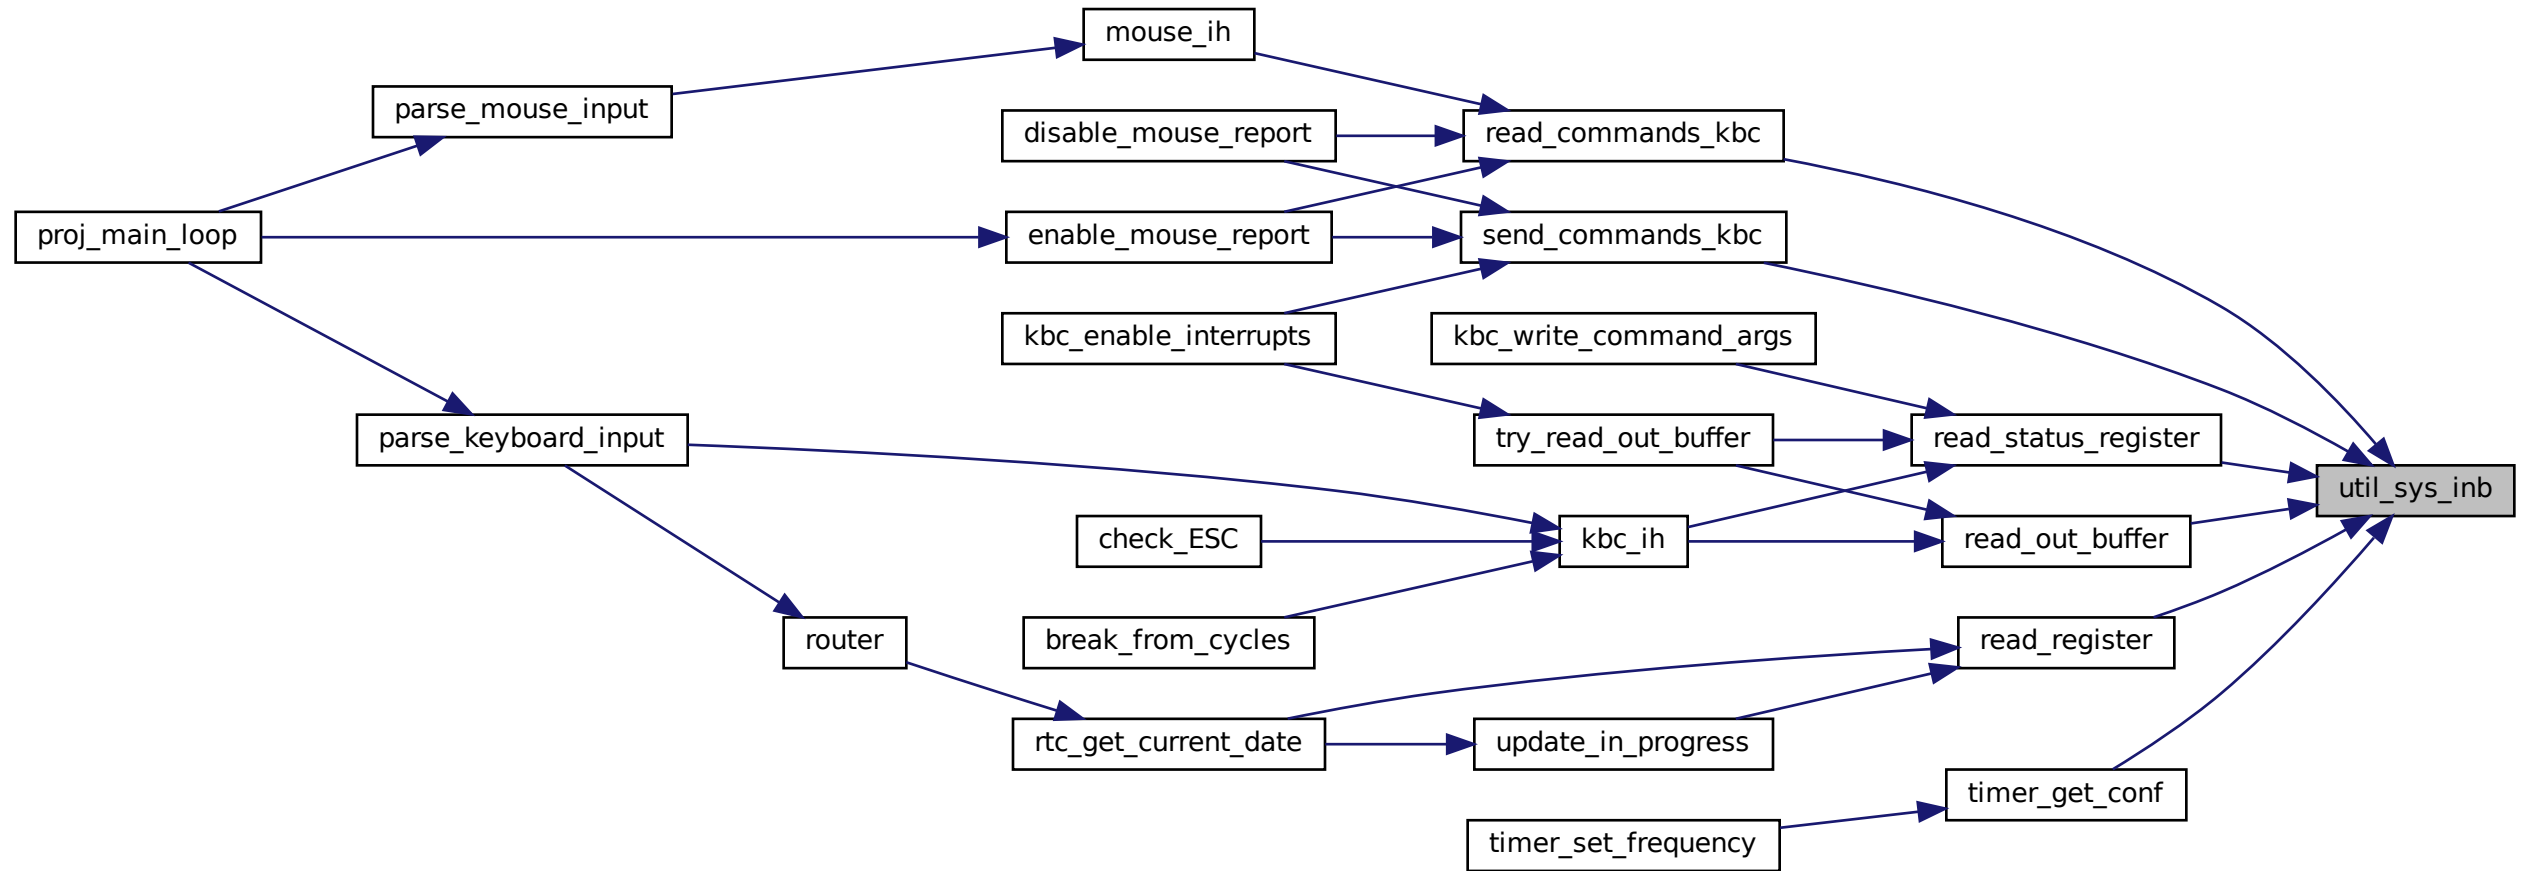 mouse_ih
parse_mouse_input
disable_mouse_report
read_commands_kbc
proj_main_loop
enable_mouse_report
send_commands_kbc
kbc_enable_interrupts
kbc_write_command_args
parse_keyboard_input
try_read_out_buffer
read_status_register
util_sys_inb
check_ESC
kbc_ih
read_out_buffer
router
break_from_cycles
read_register
rtc_get_current_date
update_in_progress
timer_get_conf
timer_set_frequency